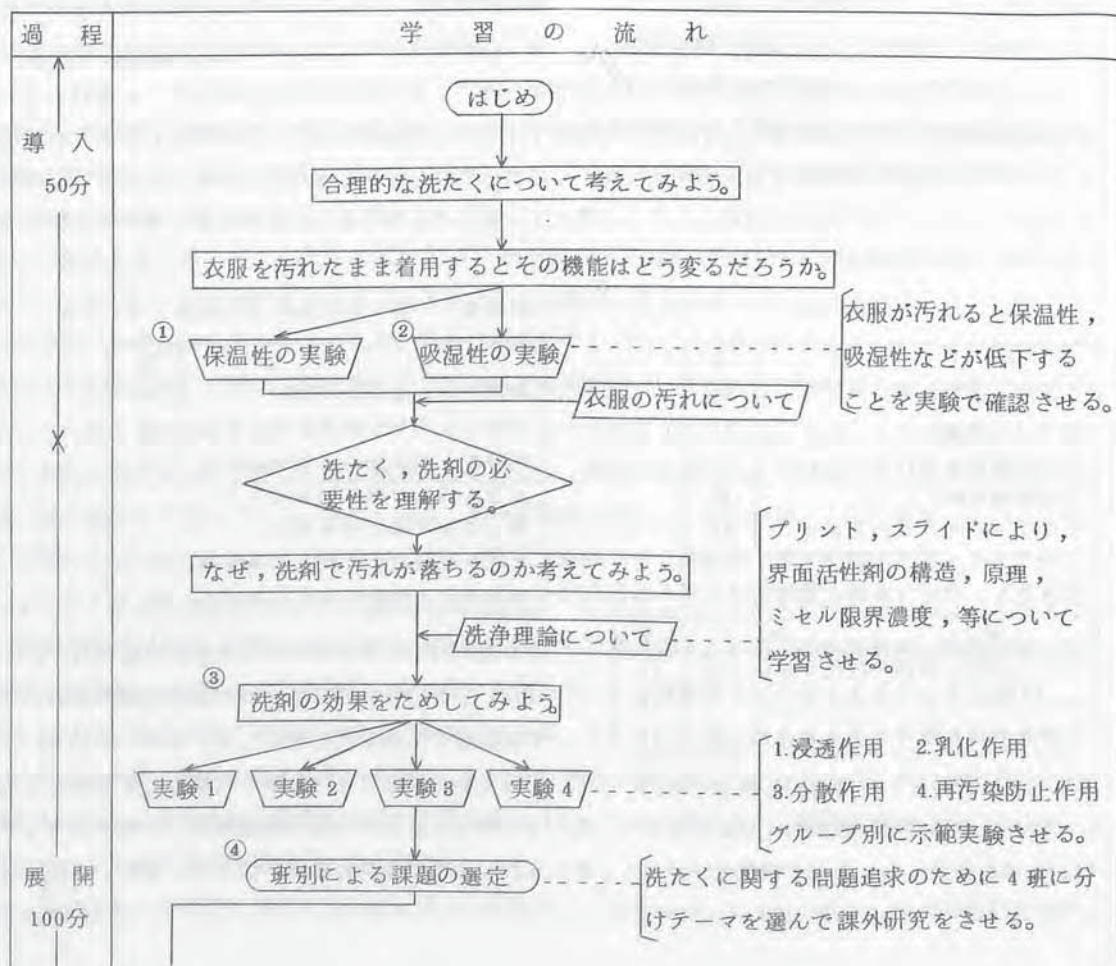 過程 学習の流れ
はじめ
導入
50分
合理的な洗たくについて考えてみよう。
衣服を汚れたまま着用するとその機能はどう変るだろうか。
① 保温性の実験
② 吸湿性の実験
衣服が汚れると保温性,
吸湿性などが低下する
ことを実験で確認させる。
衣服の汚れについて
洗たく,洗剤の必
要性を理解する。
なぜ,洗剤で汚れが落ちるのか考えてみよう。
プリント,スライドにより,
界面活性剤の構造,原理,
ミセル限界濃度,等について
学習させる。
洗浄理論について
③
洗剤の効果をためしてみよう。
実験1 実験2 実験3 実験4
1.浸透作用 2.乳化作用
3.分散作用 4.再汚染防止作用
グループ別に示範実験させる。
展開
100分
④
班別による課題の選定
洗たくに関する問題追求のために4班に分
けテーマを選んで課外研究をさせる。